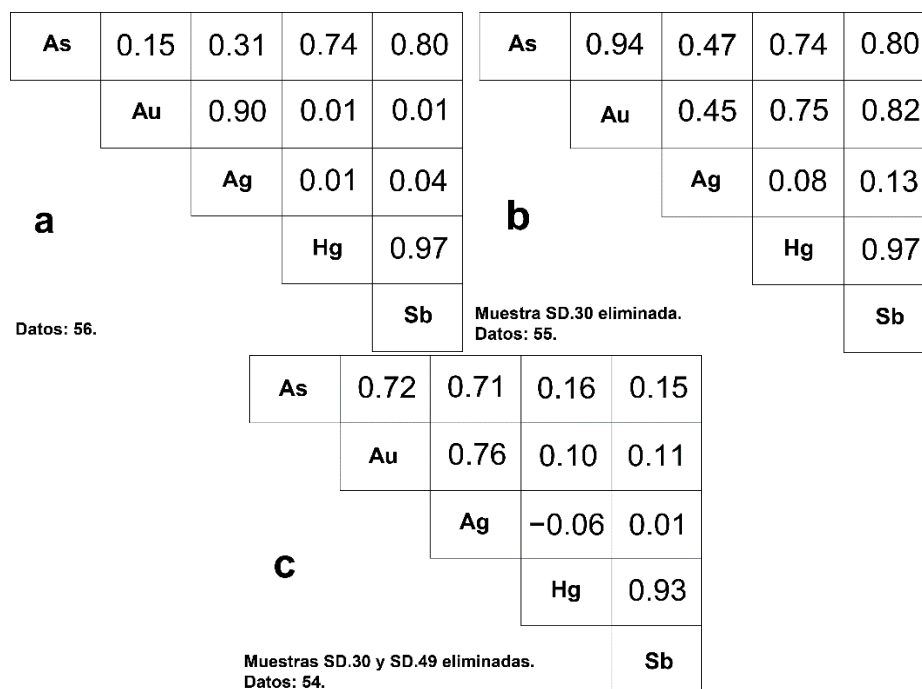 As 0.15 0.31 0.74 0.80
Au 0.90 0.01 0.01
Ag 0.01 0.04
a
Hg 0.97
Sb
Datos: 56.
As 0.94 0.47 0.74 0.80
Au 0.45 0.75 0.82
Ag 0.08 0.13
b
Hg 0.97
Sb
Muestra SD.30 eliminada.
Datos: 55.
As 0.72 0.71 0.16 0.15
Au 0.76 0.10 0.11
Ag −0.06 0.01
c
Hg 0.93
Sb
Muestras SD.30 y SD.49 eliminadas.
Datos: 54.